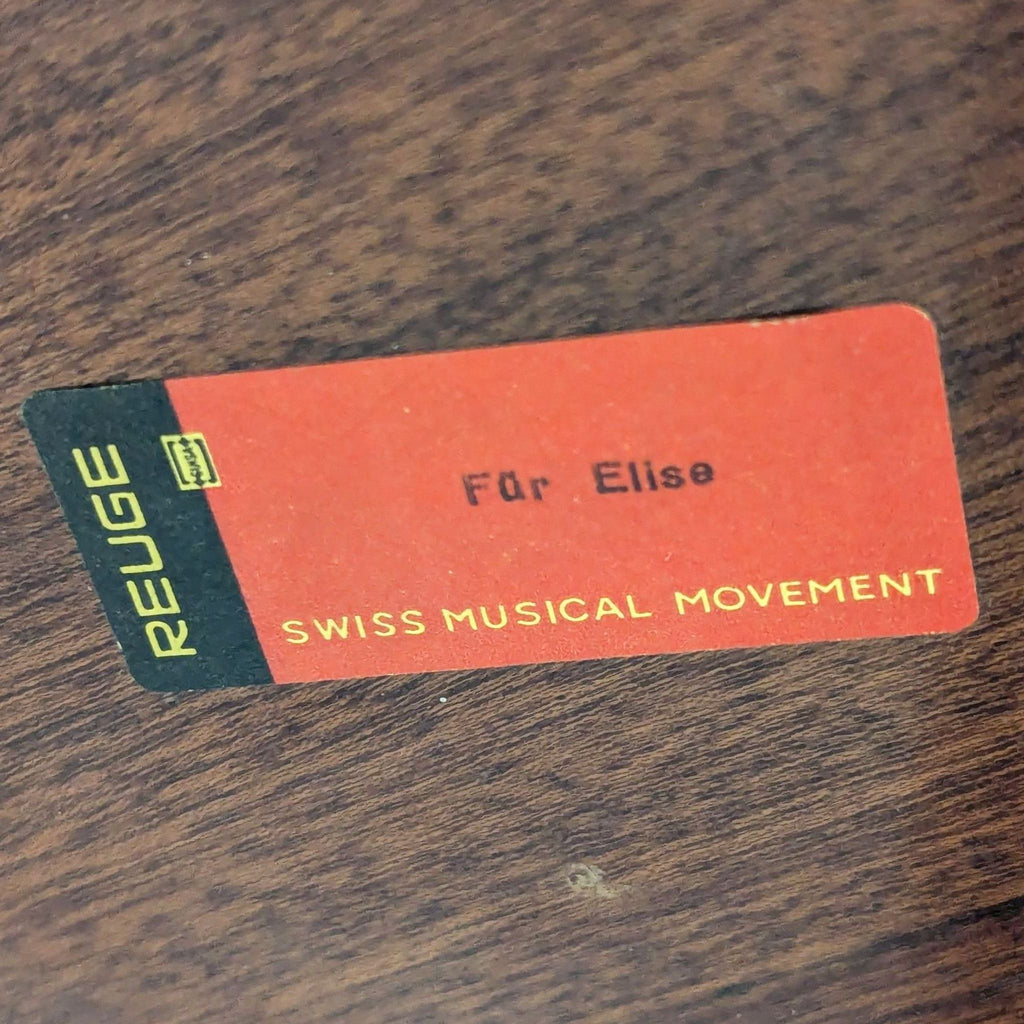 REUGE
Für Elise
SWISS MUSICAL MOVEMENT